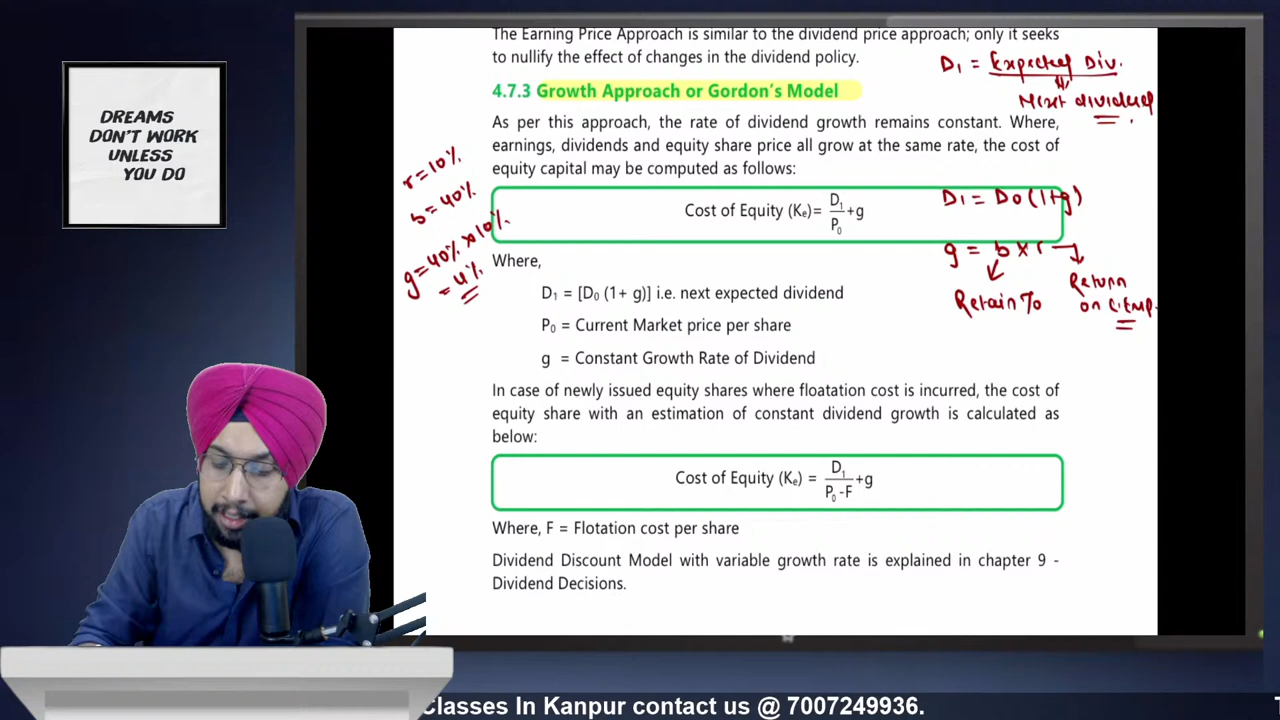 DREAMS
DON'T WORK
UNLESS
YOU DO
The Earning Price Approach is similar to the dividend price approach; only it seeks
to nullify the effect of changes in the dividend policy.
D₁ = Expected Div.
Next dividend
4.7.3 Growth Approach or Gordon's Model
As per this approach, the rate of dividend growth remains constant. Where,
earnings, dividends and equity share price all grow at the same rate, the cost of
equity capital may be computed as follows:
r = 10%
b = 40%
g = 40% × 10%
= 4%
Cost of Equity (Kₑ)= D₁/P₀ +g
D₁ = D₀ (1+g)
g = b × r
Retain %
Return
on C.Emp.
Where,
D₁ = [D₀ (1+ g)] i.e. next expected dividend
P₀ = Current Market price per share
g = Constant Growth Rate of Dividend
In case of newly issued equity shares where floatation cost is incurred, the cost of
equity share with an estimation of constant dividend growth is calculated as
below:
Cost of Equity (Kₑ) = D₁/P₀ -F +g
Where, F = Flotation cost per share
Dividend Discount Model with variable growth rate is explained in chapter 9 -
Dividend Decisions.
Classes In Kanpur contact us @ 7007249936.